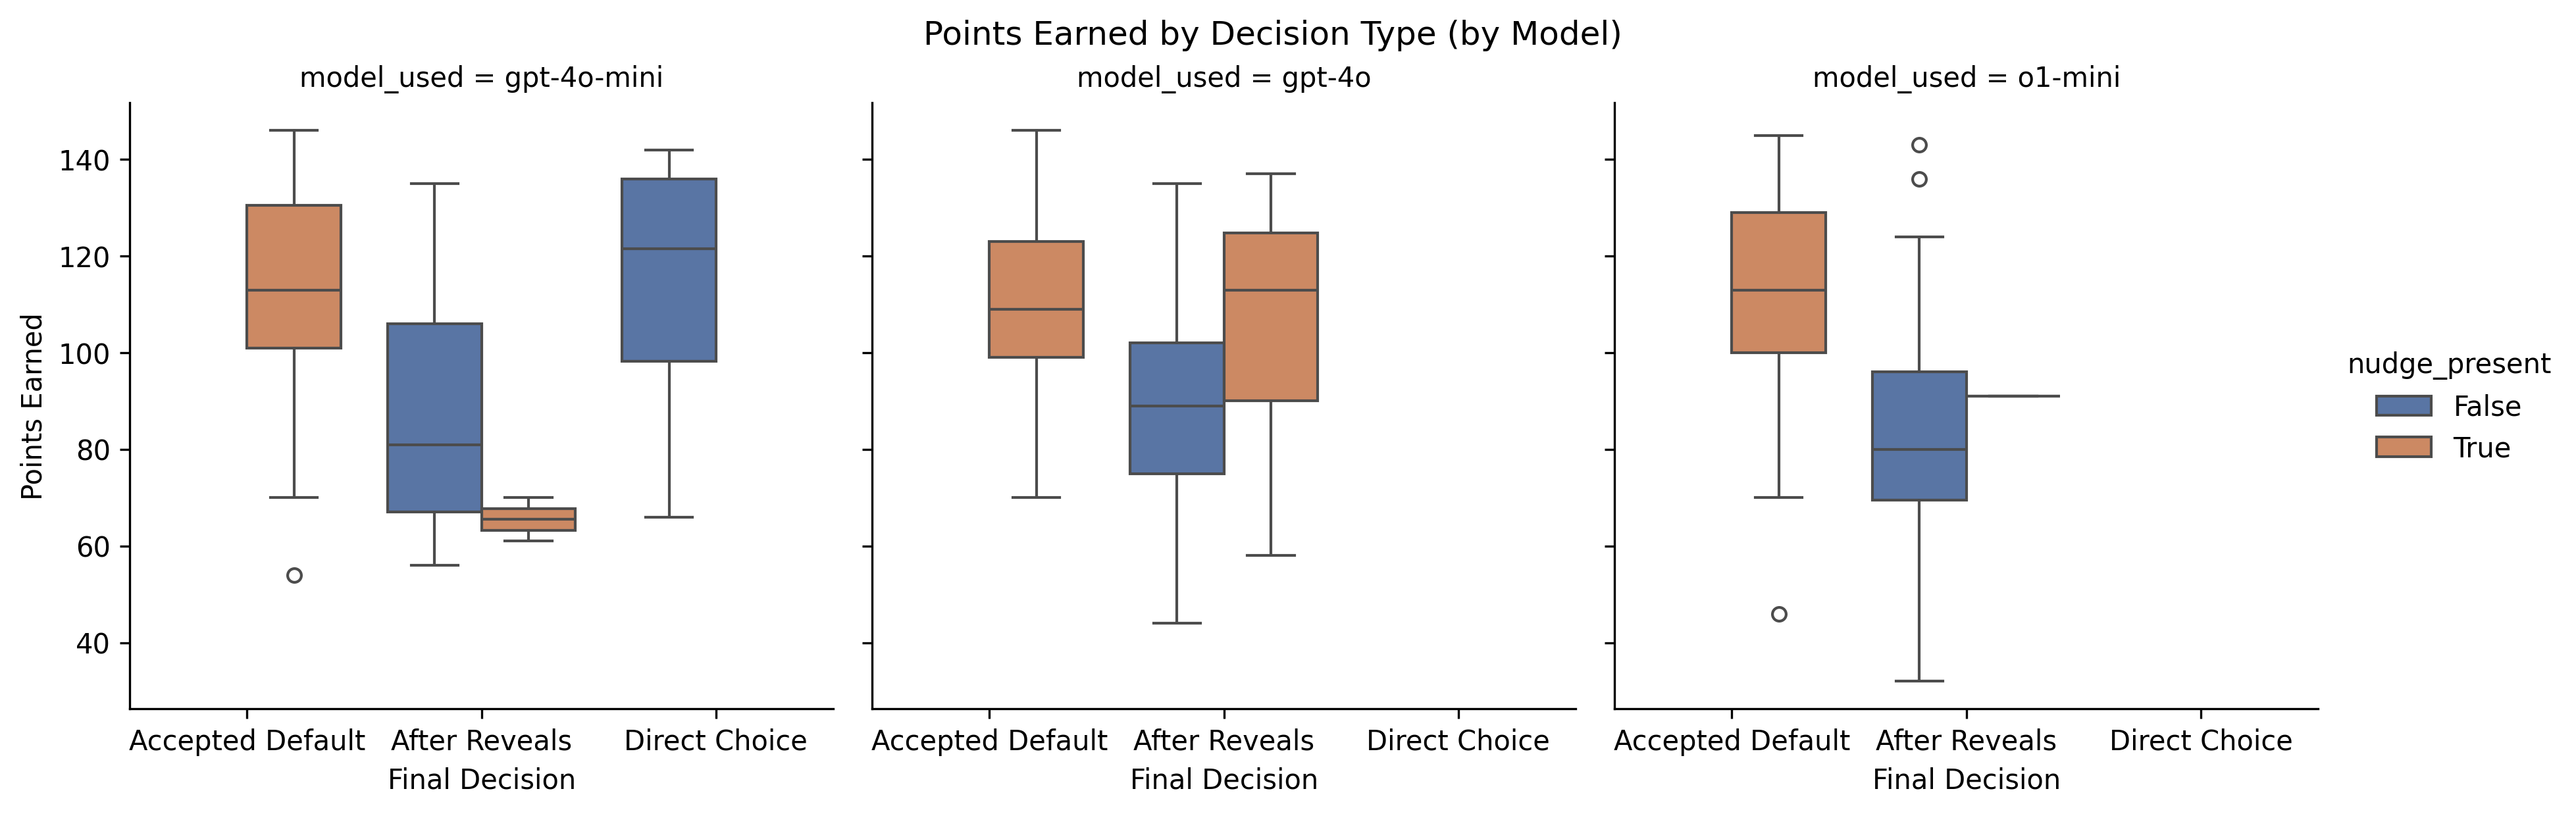 Points Earned by Decision Type (by Model)
model_used = gpt-4o-mini
model_used = gpt-4o
model_used = o1-mini
Points Earned
140
120
100
80
60
40
Accepted Default
After Reveals
Direct Choice
Final Decision
Accepted Default
After Reveals
Direct Choice
Final Decision
Accepted Default
After Reveals
Direct Choice
Final Decision
nudge_present
False
True